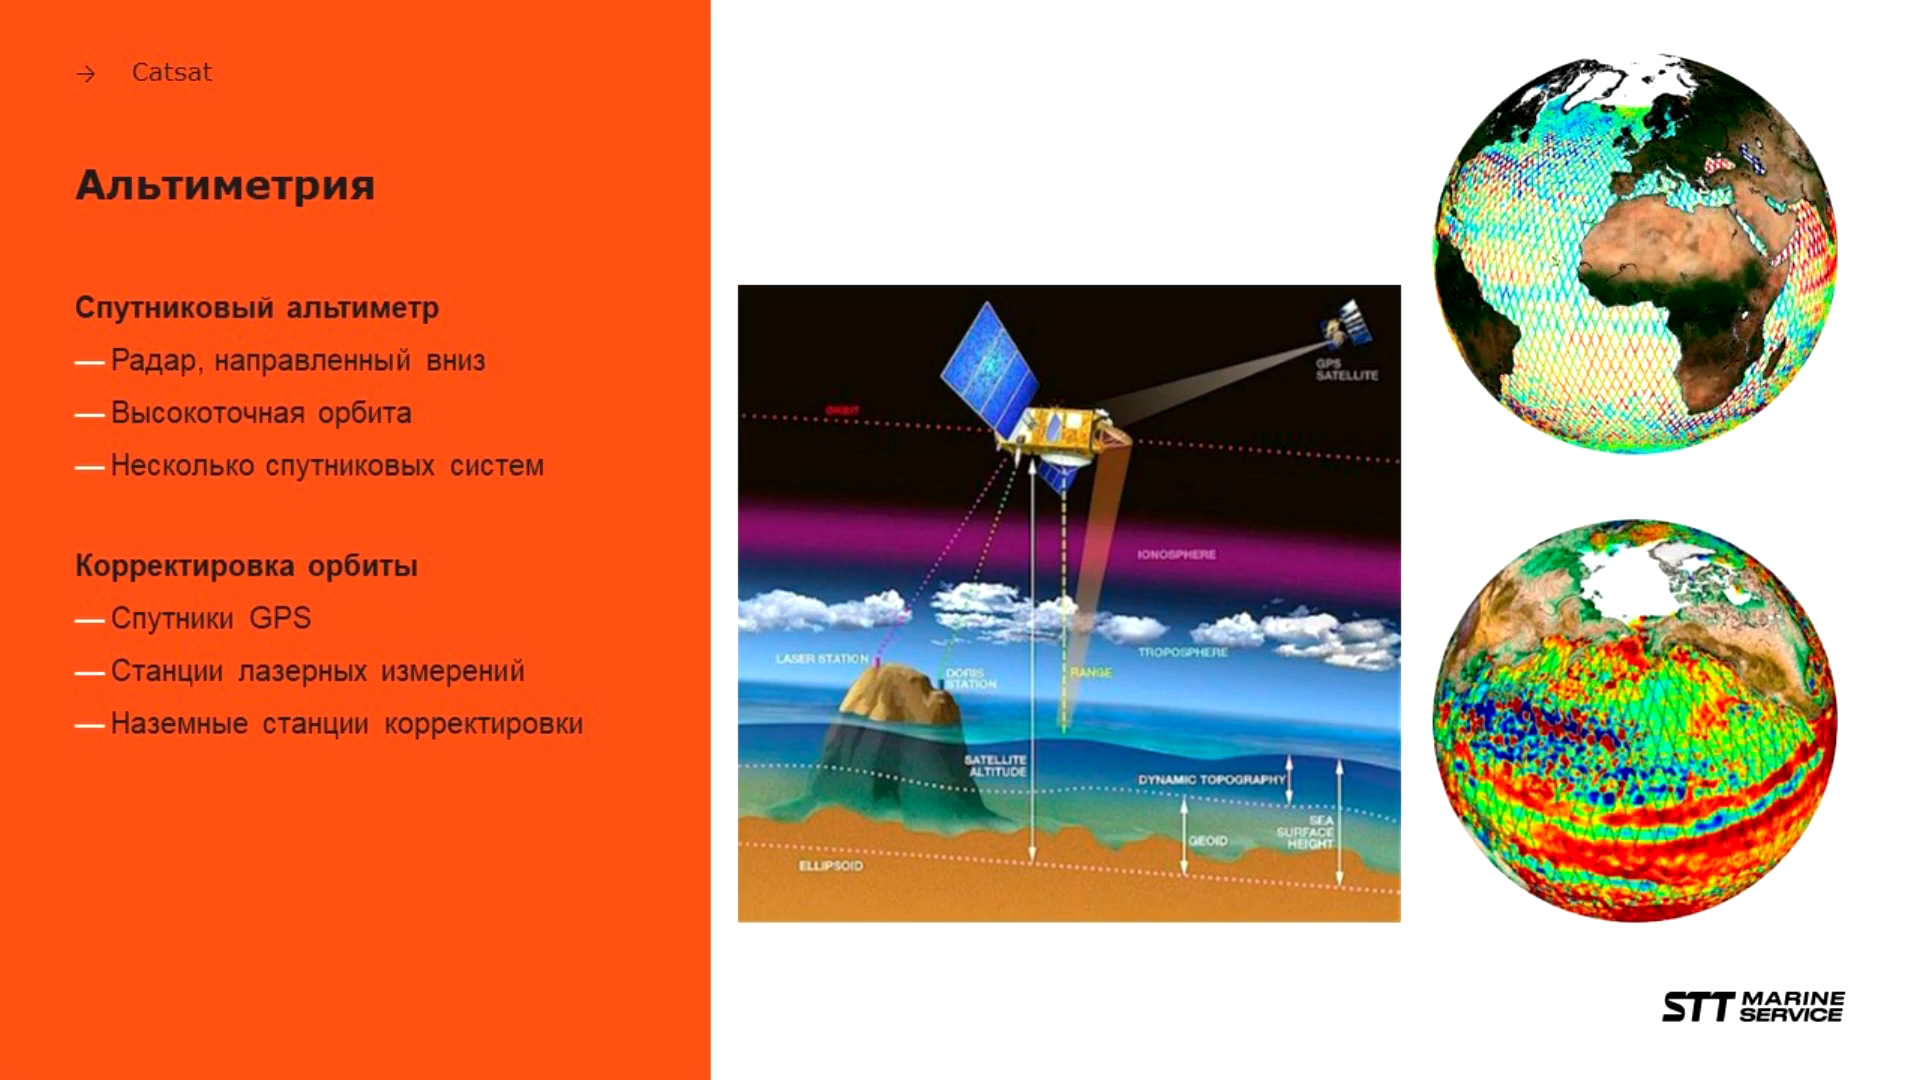 → Catsat
Альтиметрия
Спутниковый альтиметр
— Радар, направленный вниз
— Высокоточная орбита
— Несколько спутниковых систем
Корректировка орбиты
— Спутники GPS
— Станции лазерных измерений
— Наземные станции корректировки
GPS
SATELLITE
ORBIT
IONOSPHERE
TROPOSPHERE
LASER STATION
DORIS
STATION
RANGE
SATELLITE
ALTITUDE
DYNAMIC TOPOGRAPHY
SEA
SURFACE
HEIGHT
GEOID
ELLIPSOID
STT MARINE
SERVICE